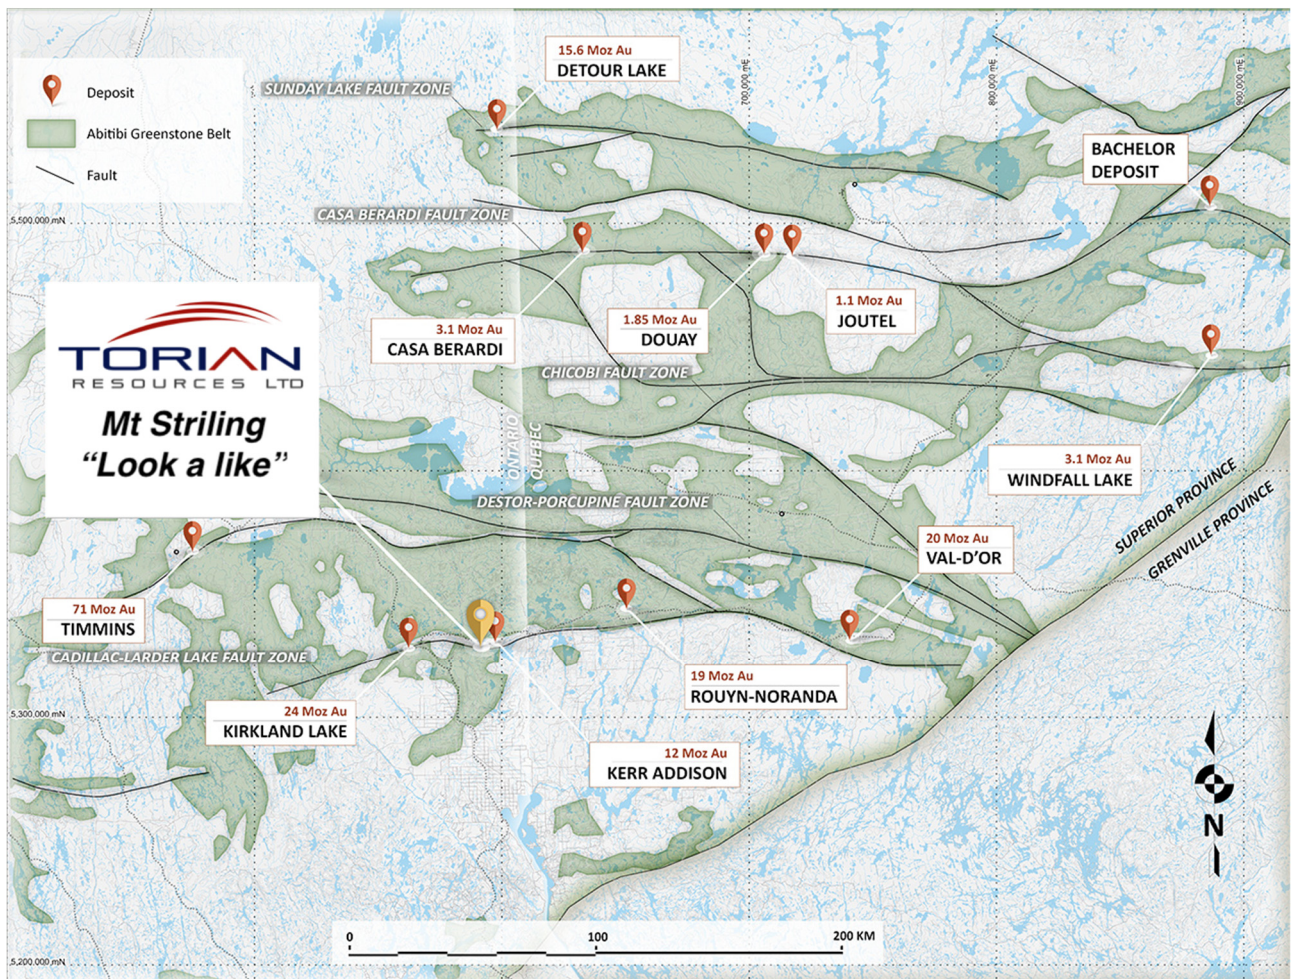 15.6 Moz Au
DETOUR LAKE
SUNDAY LAKE FAULT ZONE
Deposit
Abitibi Greenstone Belt
Fault
700,000 mE
800,000 mE
900,000 mE
BACHELOR
DEPOSIT
5,500,000 mN
CASA BERARDI FAULT ZONE
3.1 Moz Au
CASA BERARDI
1.85 Moz Au
DOUAY
1.1 Moz Au
JOUTEL
TORIAN
RESOURCES LTD
Mt Striling
“Look a like”
CHICOBI FAULT ZONE
ONTARIO
QUEBEC
DESTOR-PORCUPINE FAULT ZONE
3.1 Moz Au
WINDFALL LAKE
SUPERIOR PROVINCE
GRENVILLE PROVINCE
20 Moz Au
VAL-D’OR
71 Moz Au
TIMMINS
CADILLAC-LARDER LAKE FAULT ZONE
24 Moz Au
KIRKLAND LAKE
19 Moz Au
ROUYN-NORANDA
12 Moz Au
KERR ADDISON
5,300,000 mN
N
0 100 200 KM
5,200,000 mN